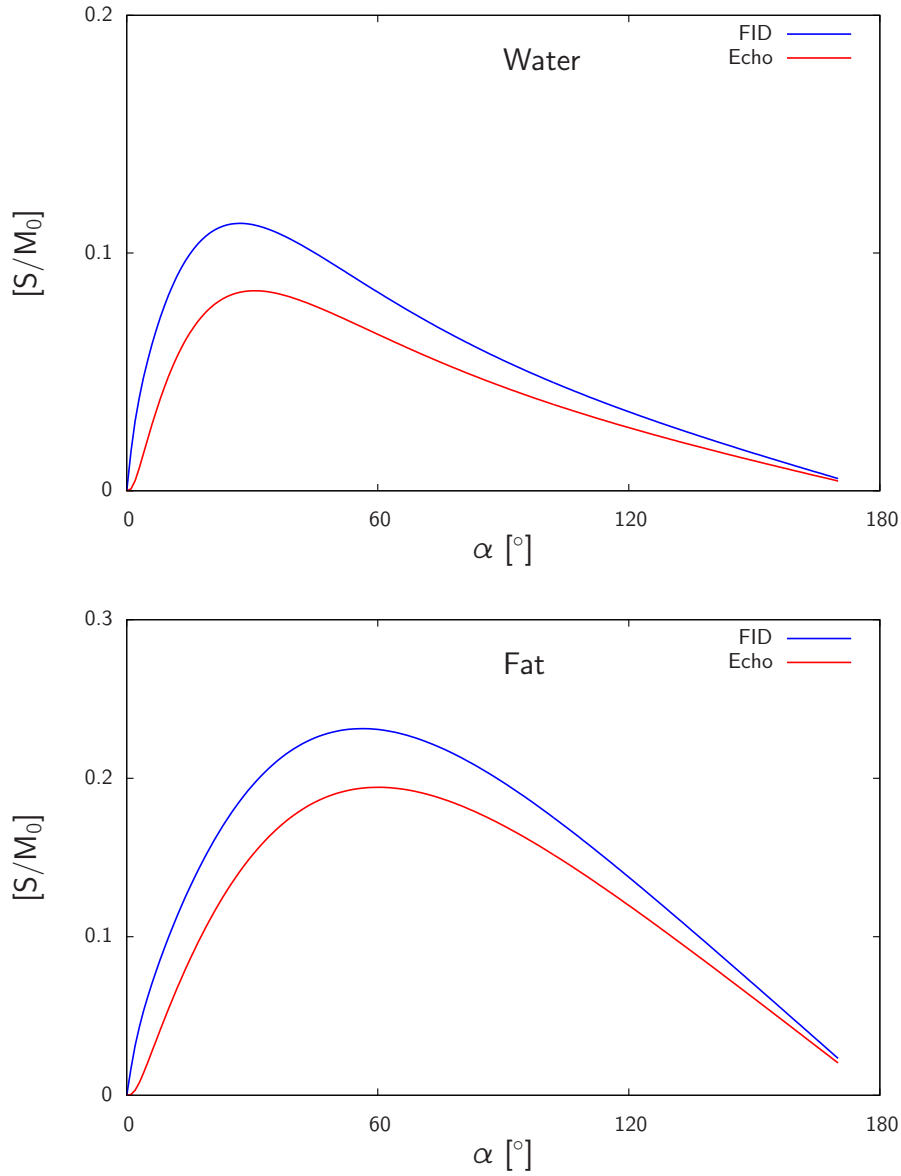 0.2
Water
FID
Echo
[S/M₀]
0.1
0
0
60
120
180
α [°]
0.3
Fat
FID
Echo
0.2
[S/M₀]
0.1
0
0
60
120
180
α [°]